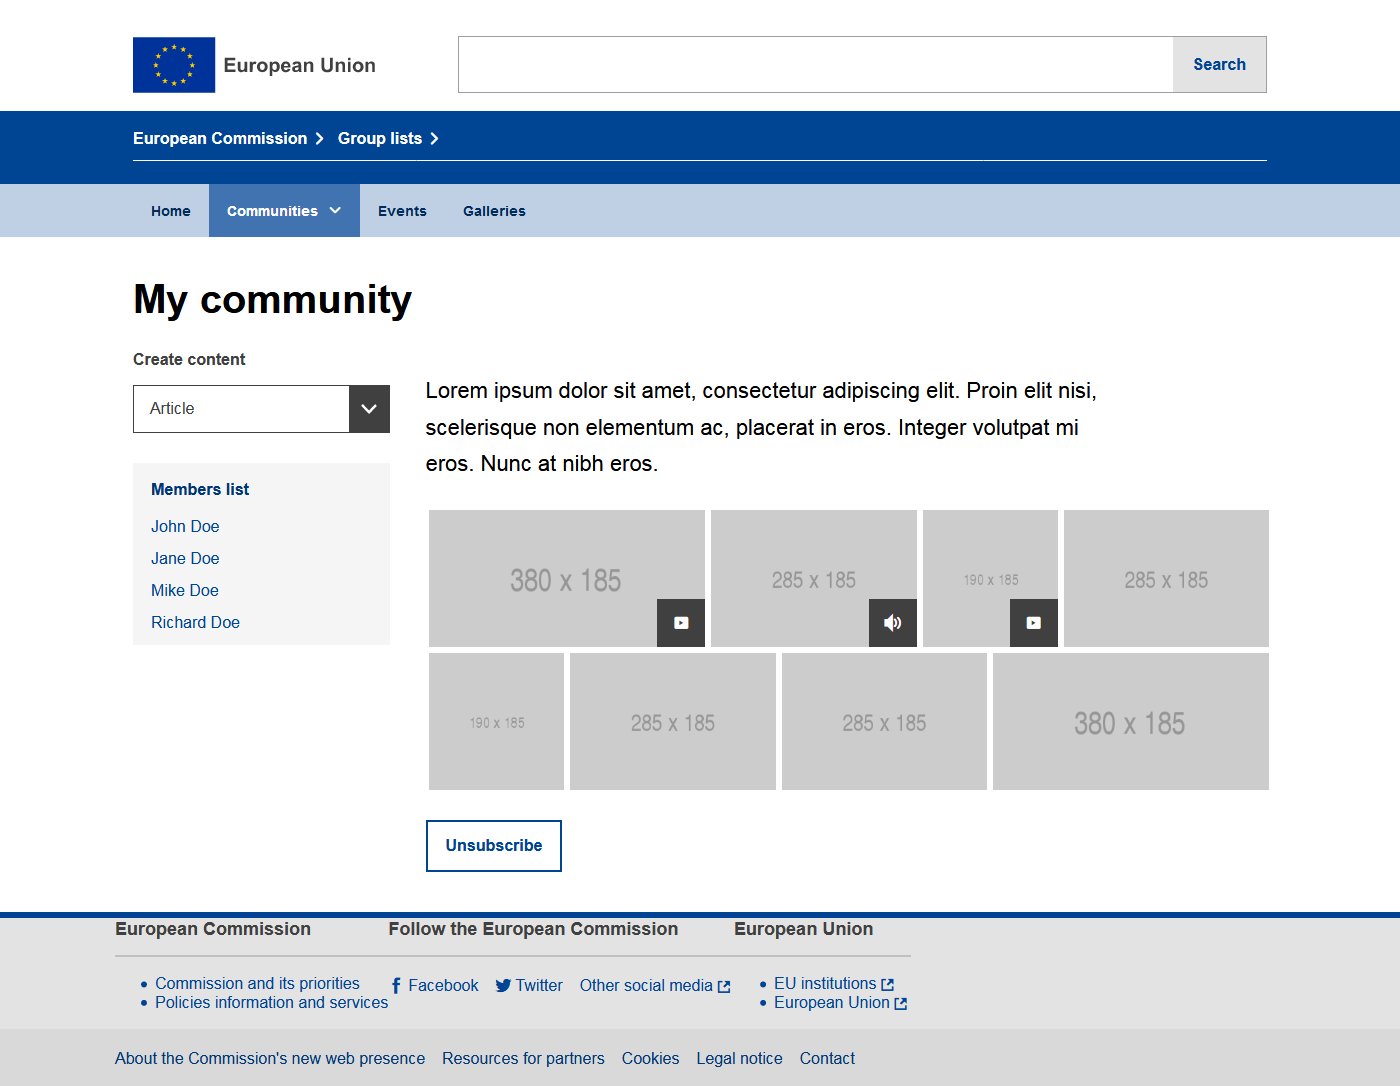 European Union
Search
European Commission Group lists
Home Communities Events Galleries
My community
Create content
Article
Members list
John Doe
Jane Doe
Mike Doe
Richard Doe
Lorem ipsum dolor sit amet, consectetur adipiscing elit. Proin elit nisi,
scelerisque non elementum ac, placerat in eros. Integer volutpat mi
eros. Nunc at nibh eros.
380 x 185 285 x 185 190 x 185 285 x 185
190 x 185 285 x 185 285 x 185 380 x 185
Unsubscribe
European Commission Follow the European Commission European Union
Commission and its priorities Facebook Twitter Other social media EU institutions
Policies information and services European Union
About the Commission's new web presence Resources for partners Cookies Legal notice Contact